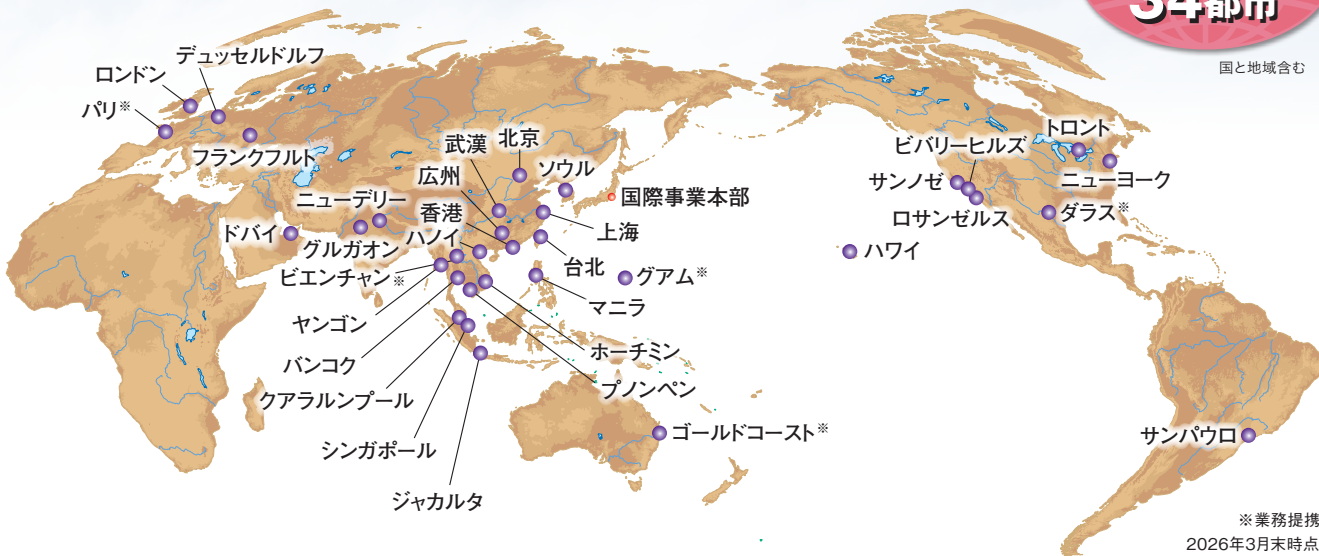 34都市
国と地域含む
デュッセルドルフ
ロンドン
パリ※
フランクフルト
武漢
北京
ソウル
広州
国際事業本部
ニューデリー
香港
上海
ドバイ
グルガオン
ハノイ
台北
ビエンチャン※
グアム※
マニラ
ヤンゴン
ホーチミン
バンコク
プノンペン
クアラルンプール
シンガポール
ジャカルタ
ゴールドコースト※
トロント
ビバリーヒルズ
サンノゼ
ニューヨーク
ロサンゼルス
ダラス※
ハワイ
サンパウロ
※業務提携
2026年3月末時点